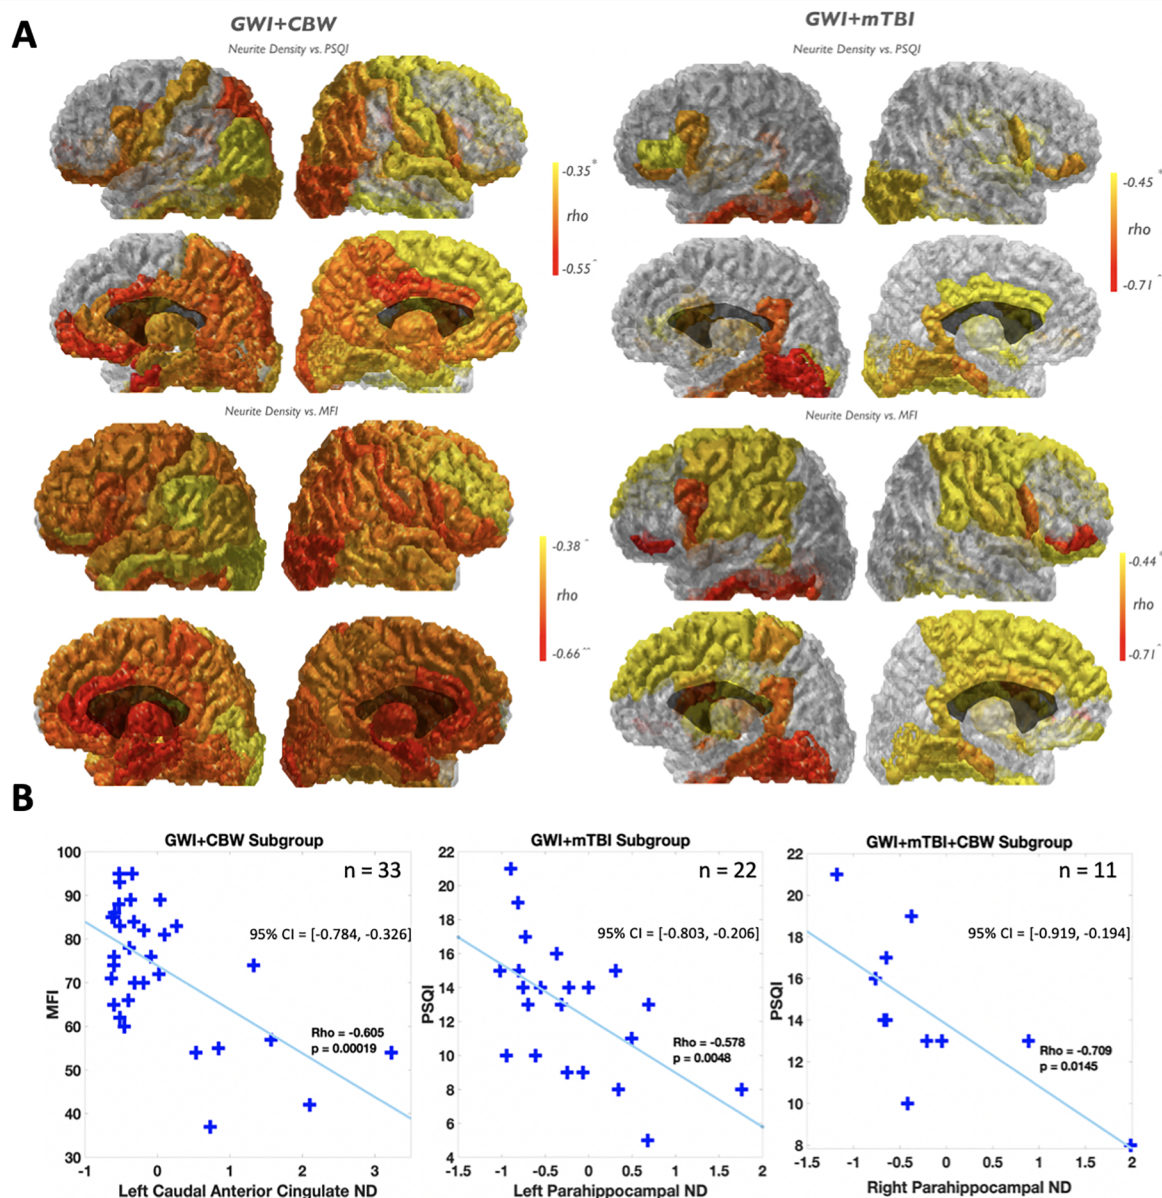 A
GWI+CBW
GWI+mTBI
Neurite Density vs. PSQI
Neurite Density vs. PSQI
-0.35*
rho
-0.55^
-0.45*
rho
-0.71^
Neurite Density vs. MFI
Neurite Density vs. MFI
-0.38^
rho
-0.66^^
-0.44*
rho
-0.71^
B
GWI+CBW Subgroup
n = 33
95% CI = [-0.784, -0.326]
Rho = -0.605
p = 0.00019
MFI
100
90
80
70
60
50
40
30
-1
0
1
2
3
Left Caudal Anterior Cingulate ND
GWI+mTBI Subgroup
n = 22
95% CI = [-0.803, -0.206]
Rho = -0.578
p = 0.0048
PSQI
22
20
18
16
14
12
10
8
6
4
-1.5
-1
-0.5
0
0.5
1
1.5
2
Left Parahippocampal ND
GWI+mTBI+CBW Subgroup
n = 11
95% CI = [-0.919, -0.194]
Rho = -0.709
p = 0.0145
PSQI
22
20
18
16
14
12
10
8
-1.5
-1
-0.5
0
0.5
1
1.5
2
Right Parahippocampal ND